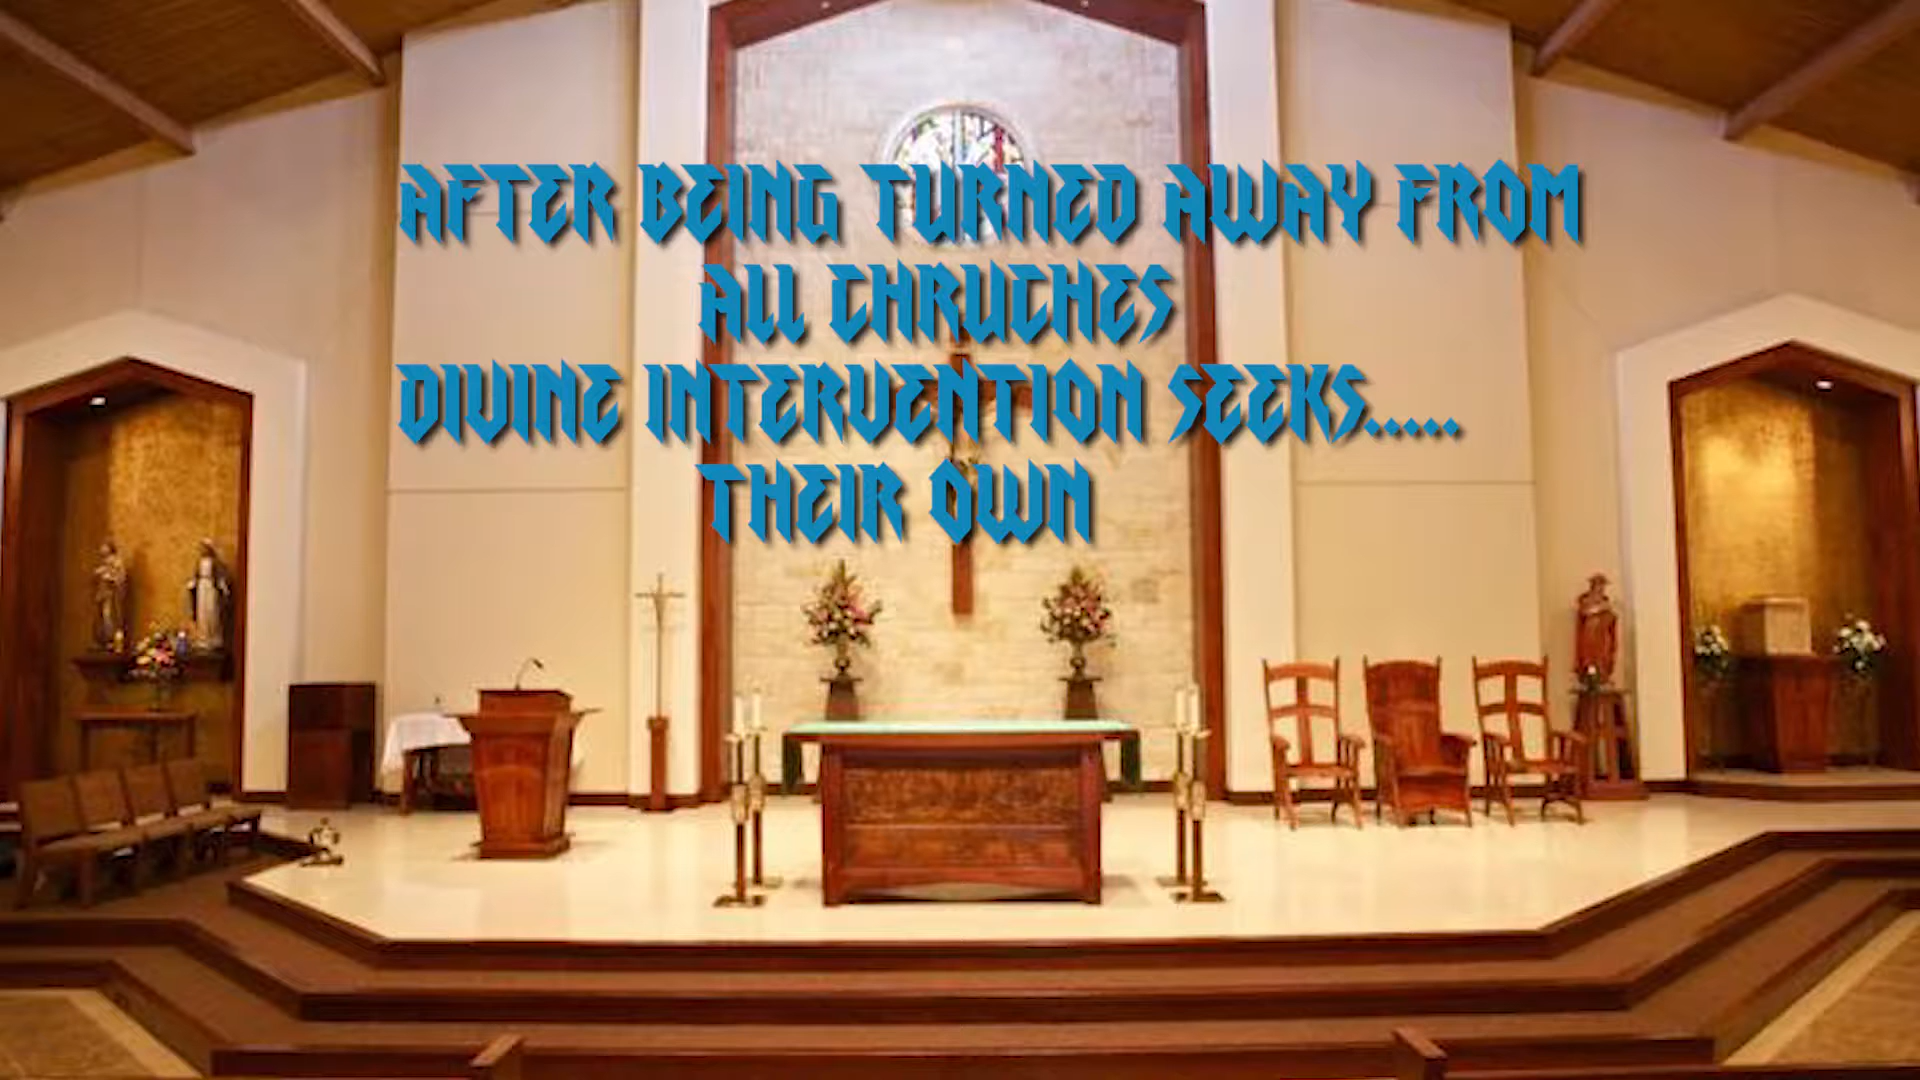 AFTER BEING TURNED AWAY FROM
ALL CHRUCHES
DIVINE INTERVENTION SEEKS.....
THEIR OWN